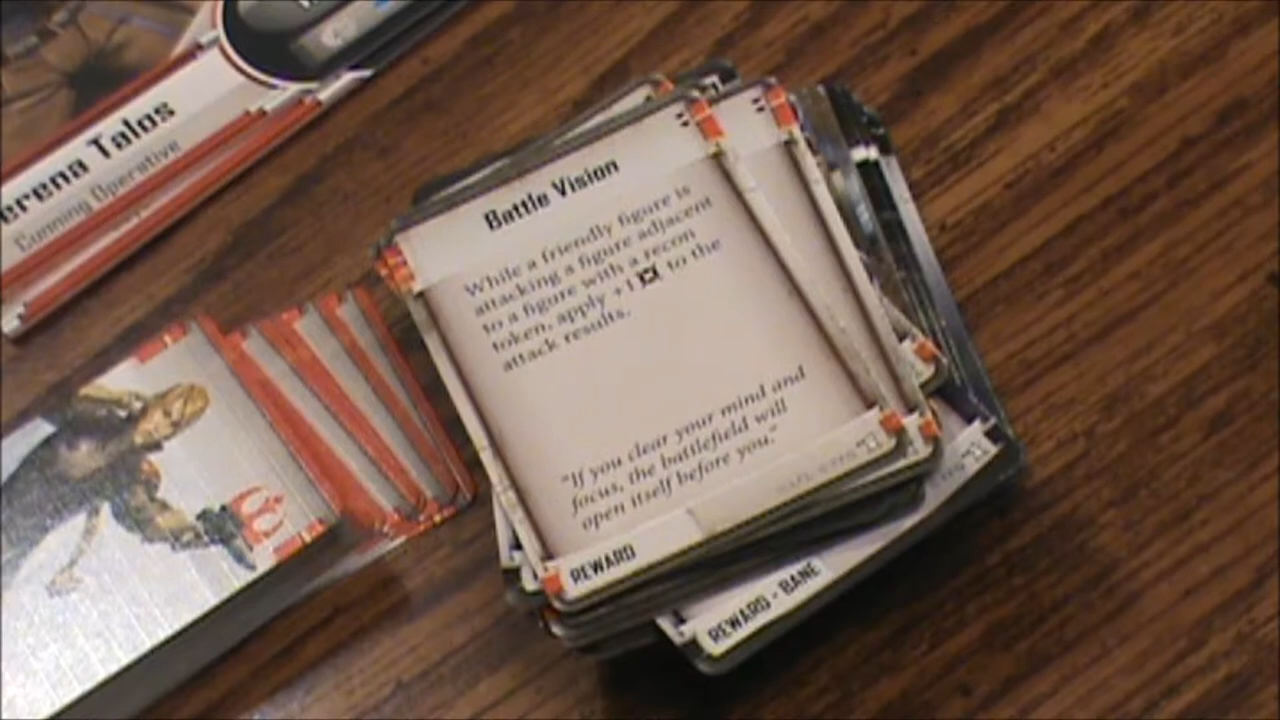 erena Talos
Cunning Operative
Battle Vision
While a friendly figure is
attacking a figure adjacent
to a figure with a recon
token, apply +1 to the
attack results.
"If you clear your mind and
focus, the battlefield will
open itself before you."
REWARD
REWARD - BANE